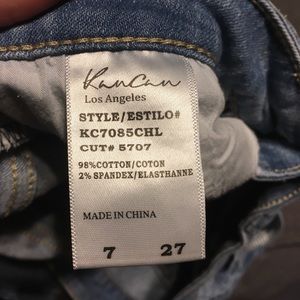 KanCan
Los Angeles
STYLE/ESTILO#
KC7085CHL
CUT# 5707
98%COTTON/COTON
2% SPANDEX/ELASTHANNE
MADE IN CHINA
7 27